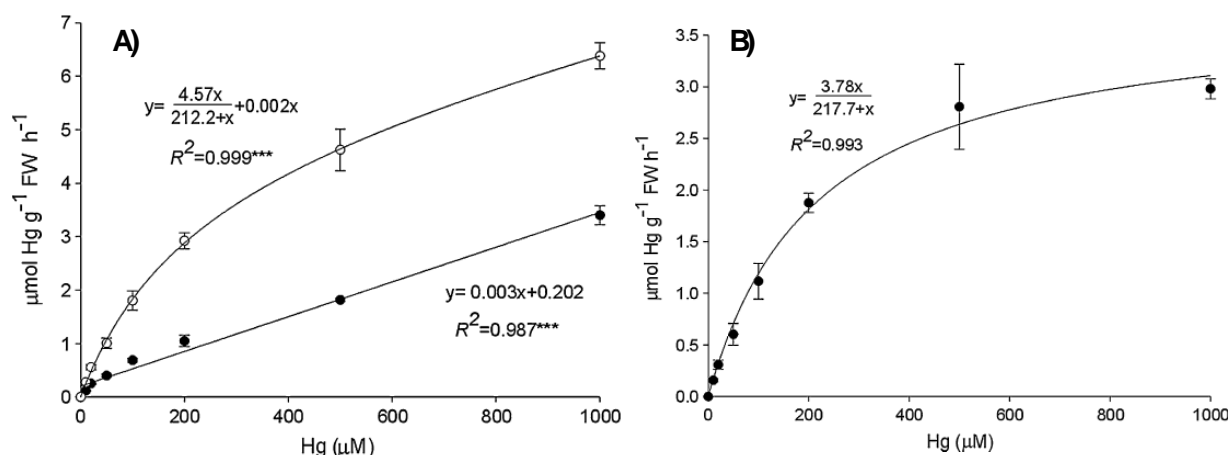 A)
7
6
5
4
3
2
1
0
μmol Hg g⁻¹ FW h⁻¹
y= 4.57x/212.2+x +0.002x
R²=0.999***
y= 0.003x+0.202
R²=0.987***
0 200 400 600 800 1000
Hg (μM)
B)
3.5
3.0
2.5
2.0
1.5
1.0
0.5
0.0
μmol Hg g⁻¹ FW h⁻¹
y= 3.78x/217.7+x
R²=0.993
0 200 400 600 800 1000
Hg (μM)